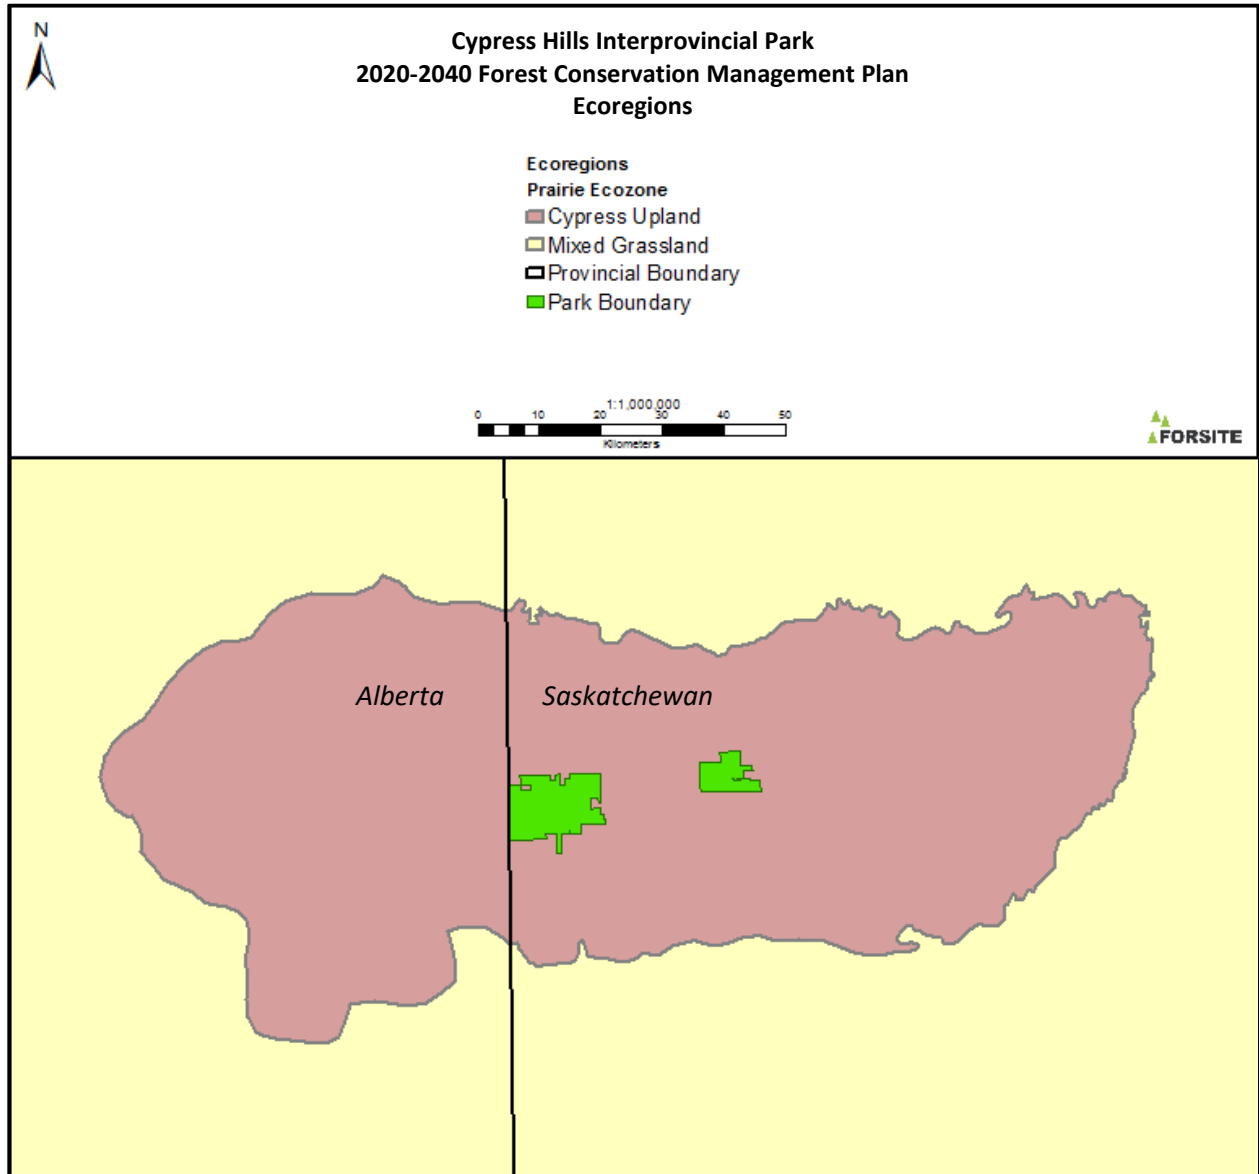 N
Cypress Hills Interprovincial Park
2020-2040 Forest Conservation Management Plan
Ecoregions
Ecoregions
Prairie Ecozone
Cypress Upland
Mixed Grassland
Provincial Boundary
Park Boundary
1:1,000,000
0 10 20 30 40 50
Kilometers
FORSITE
Alberta Saskatchewan